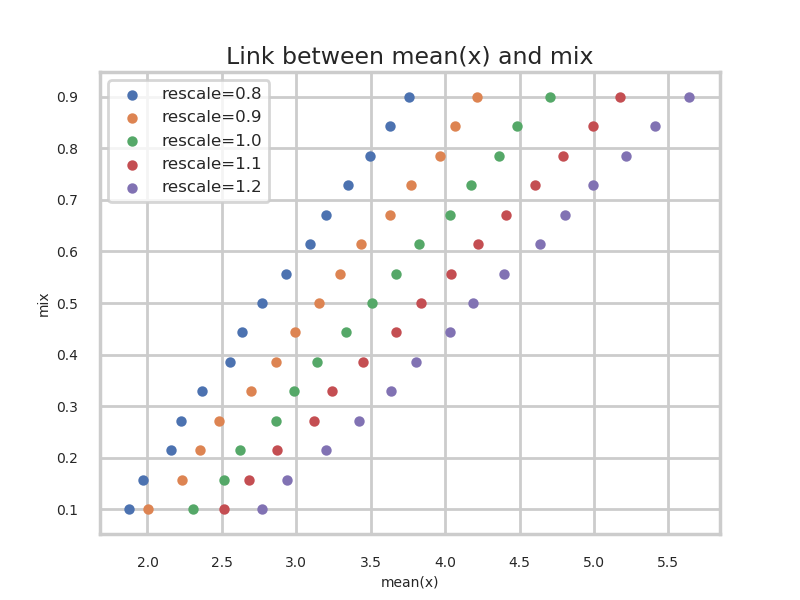 Link between mean(x) and mix
rescale=0.8
rescale=0.9
rescale=1.0
rescale=1.1
rescale=1.2
0.9
0.8
0.7
0.6
0.5
0.4
0.3
0.2
0.1
mix
2.0 2.5 3.0 3.5 4.0 4.5 5.0 5.5
mean(x)